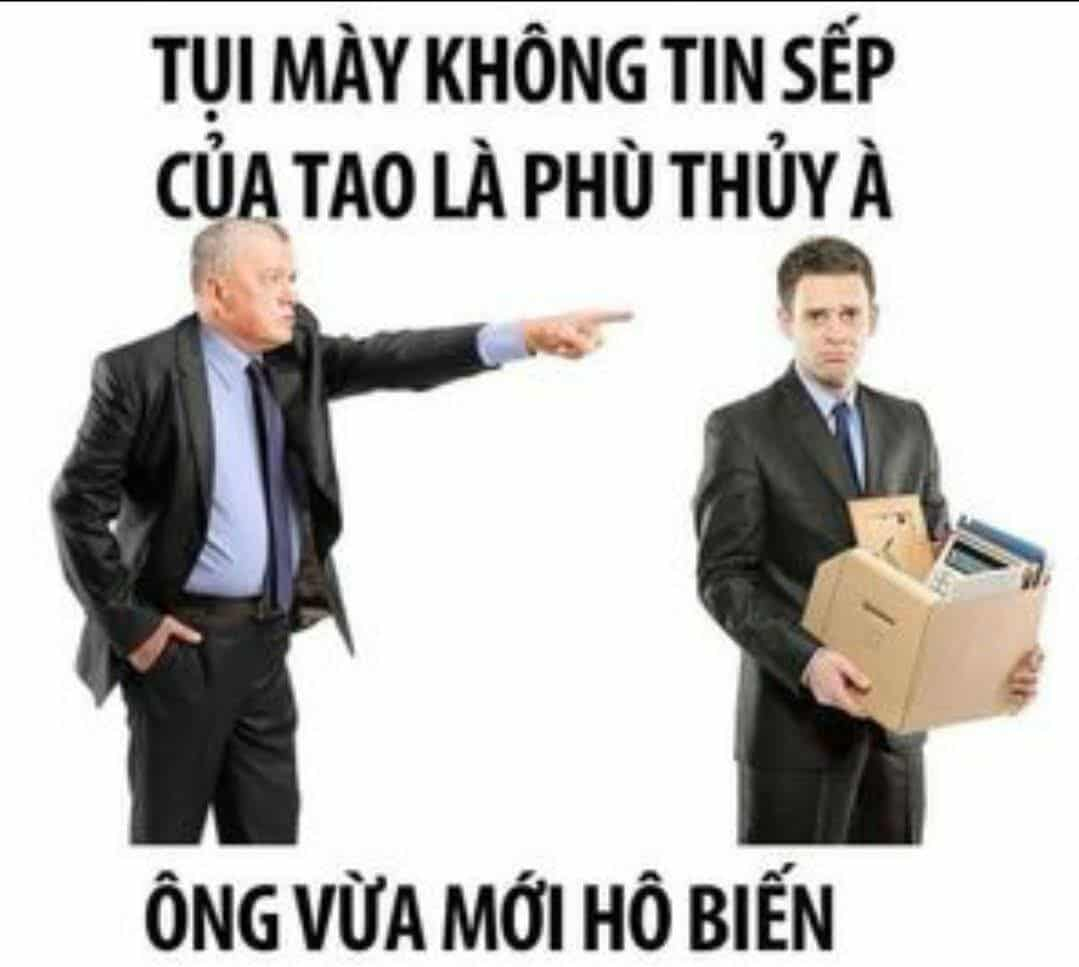 TỤI MÀY KHÔNG TIN SẾP
CỦA TAO LÀ PHÙ THỦY À
ÔNG VỪA MỚI HÔ BIẾN